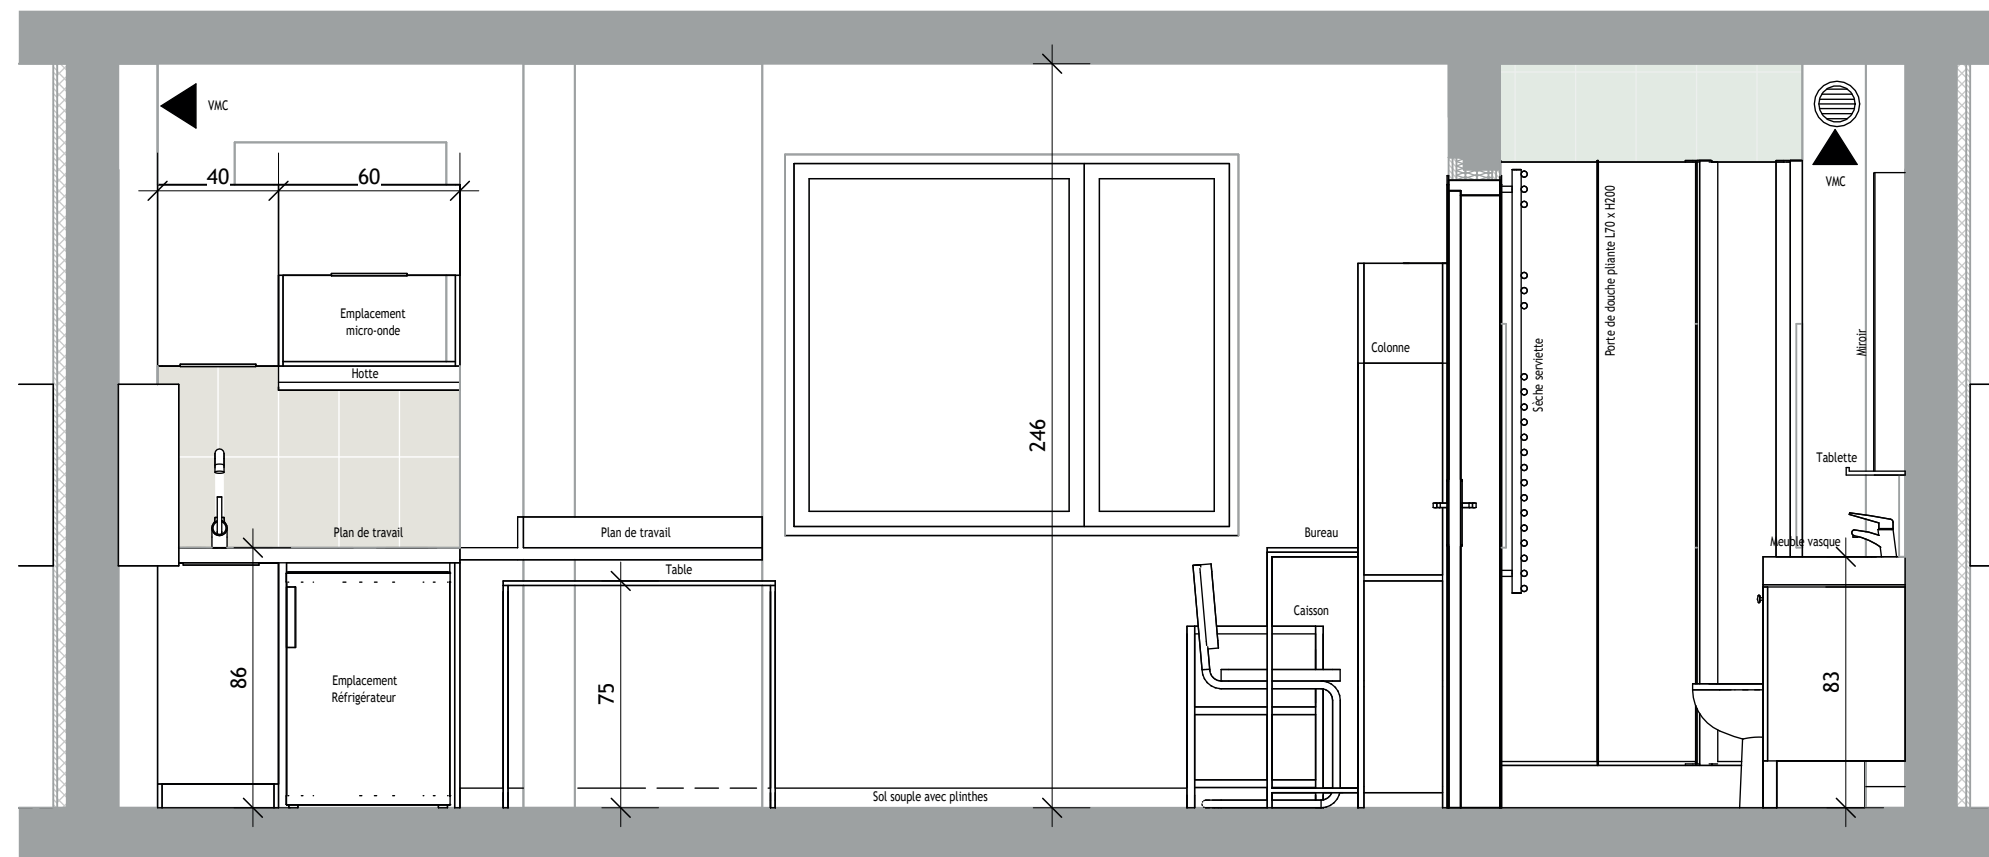 VMC
40
60
Emplacement
micro-onde
Hotte
Plan de travail
Plan de travail
Table
86
Emplacement
Réfrigérateur
75
246
Sol souple avec plinthes
Colonne
Bureau
Caisson
Sèche serviette
Porte de douche pliante L70 x H200
VMC
Miroir
Tablette
Meuble vasque
83